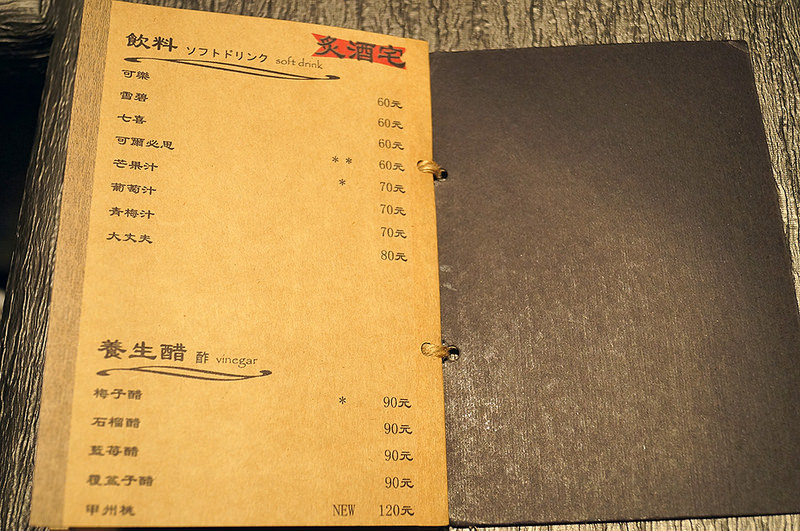 飲料 ソフトドリンク soft drink 炙酒宅
可樂 60元
雪碧 60元
七喜 60元
可爾必思 ** 60元
芒果汁 * 70元
葡萄汁 70元
青梅汁 70元
大丈夫 80元
養生醋 酢 vinegar
梅子醋 * 90元
石榴醋 90元
藍莓醋 90元
覆盆子醋 90元
甲州桃 NEW 120元